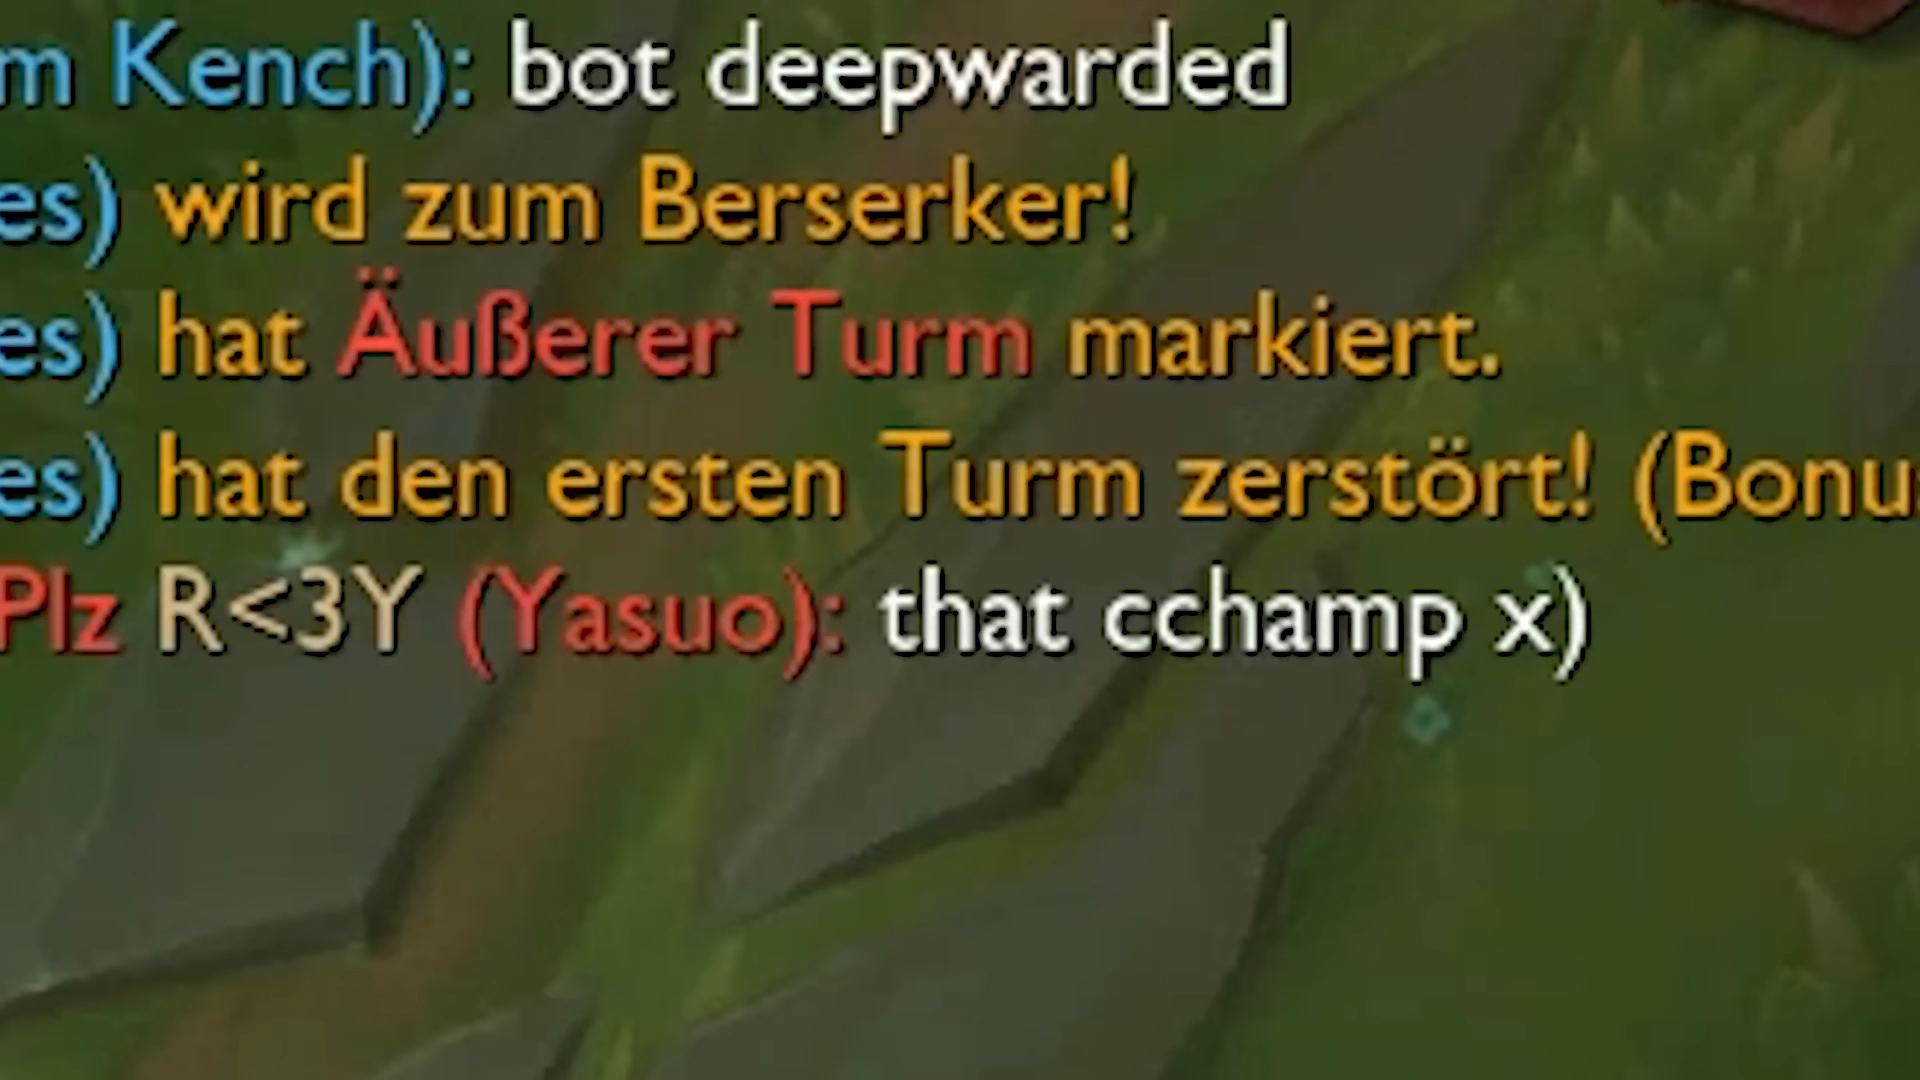 m Kench): bot deepwarded
es) wird zum Berserker!
es) hat Äußerer Turm markiert.
es) hat den ersten Turm zerstört! (Bonu
Plz R<3Y (Yasuo): that cchamp x)